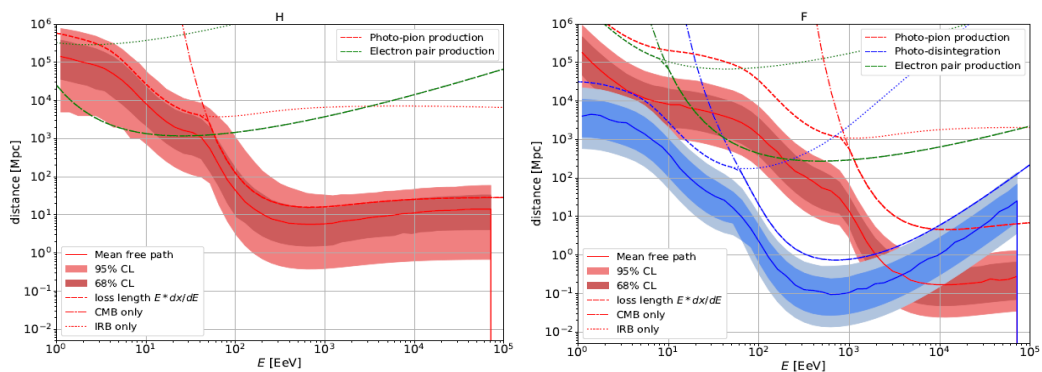 H
10⁶
10⁵
10⁴
10³
10²
10¹
10⁰
10⁻¹
10⁻²
distance [Mpc]
Photo-pion production
Electron pair production
Mean free path
95% CL
68% CL
loss length E*dx/dE
CMB only
IRB only
10⁰ 10¹ 10² 10³ 10⁴ 10⁵
E [EeV]
F
10⁶
10⁵
10⁴
10³
10²
10¹
10⁰
10⁻¹
10⁻²
distance [Mpc]
Photo-pion production
Photo-disintegration
Electron pair production
Mean free path
95% CL
68% CL
loss length E*dx/dE
CMB only
IRB only
10⁰ 10¹ 10² 10³ 10⁴ 10⁵
E [EeV]